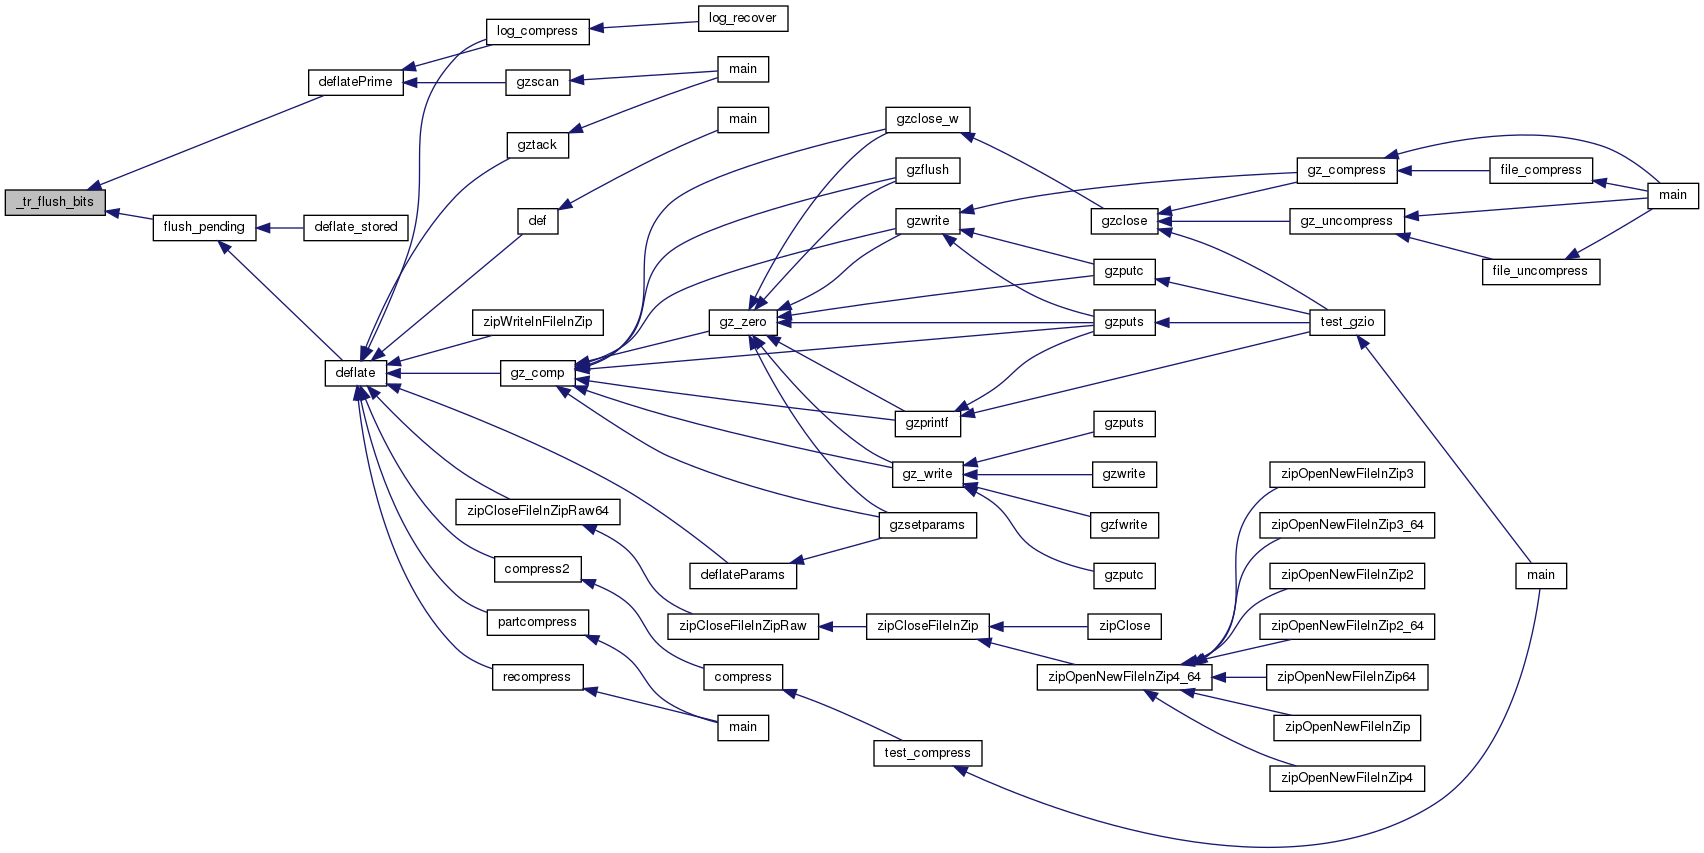 log_recover
log_compress
main
deflatePrime
gzscan
main
gzclose_w
gztack
gzflush
gz_compress
file_compress
_tr_flush_bits
main
flush_pending
deflate_stored
def
gzwrite
gzclose
gz_uncompress
gzputc
file_uncompress
zipWriteInFileInZip
gz_zero
gzputs
test_gzio
deflate
gz_comp
gzprintf
gzputs
gz_write
gzwrite
zipOpenNewFileInZip3
zipCloseFileInZipRaw64
gzsetparams
gzfwrite
zipOpenNewFileInZip3_64
compress2
deflateParams
gzputc
zipOpenNewFileInZip2
main
partcompress
zipCloseFileInZipRaw
zipCloseFileInZip
zipClose
zipOpenNewFileInZip2_64
recompress
compress
zipOpenNewFileInZip4_64
zipOpenNewFileInZip64
main
zipOpenNewFileInZip
test_compress
zipOpenNewFileInZip4